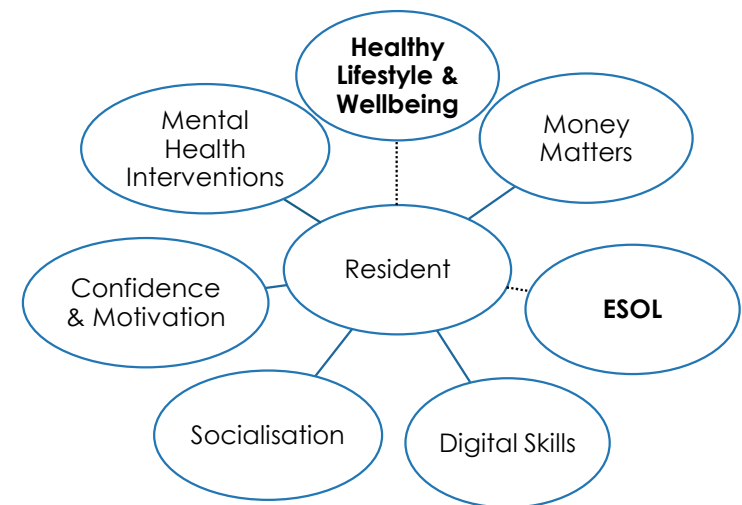 Healthy
Lifestyle &
Wellbeing
Mental
Health
Interventions
Money
Matters
Resident
Confidence
& Motivation
ESOL
Socialisation
Digital Skills